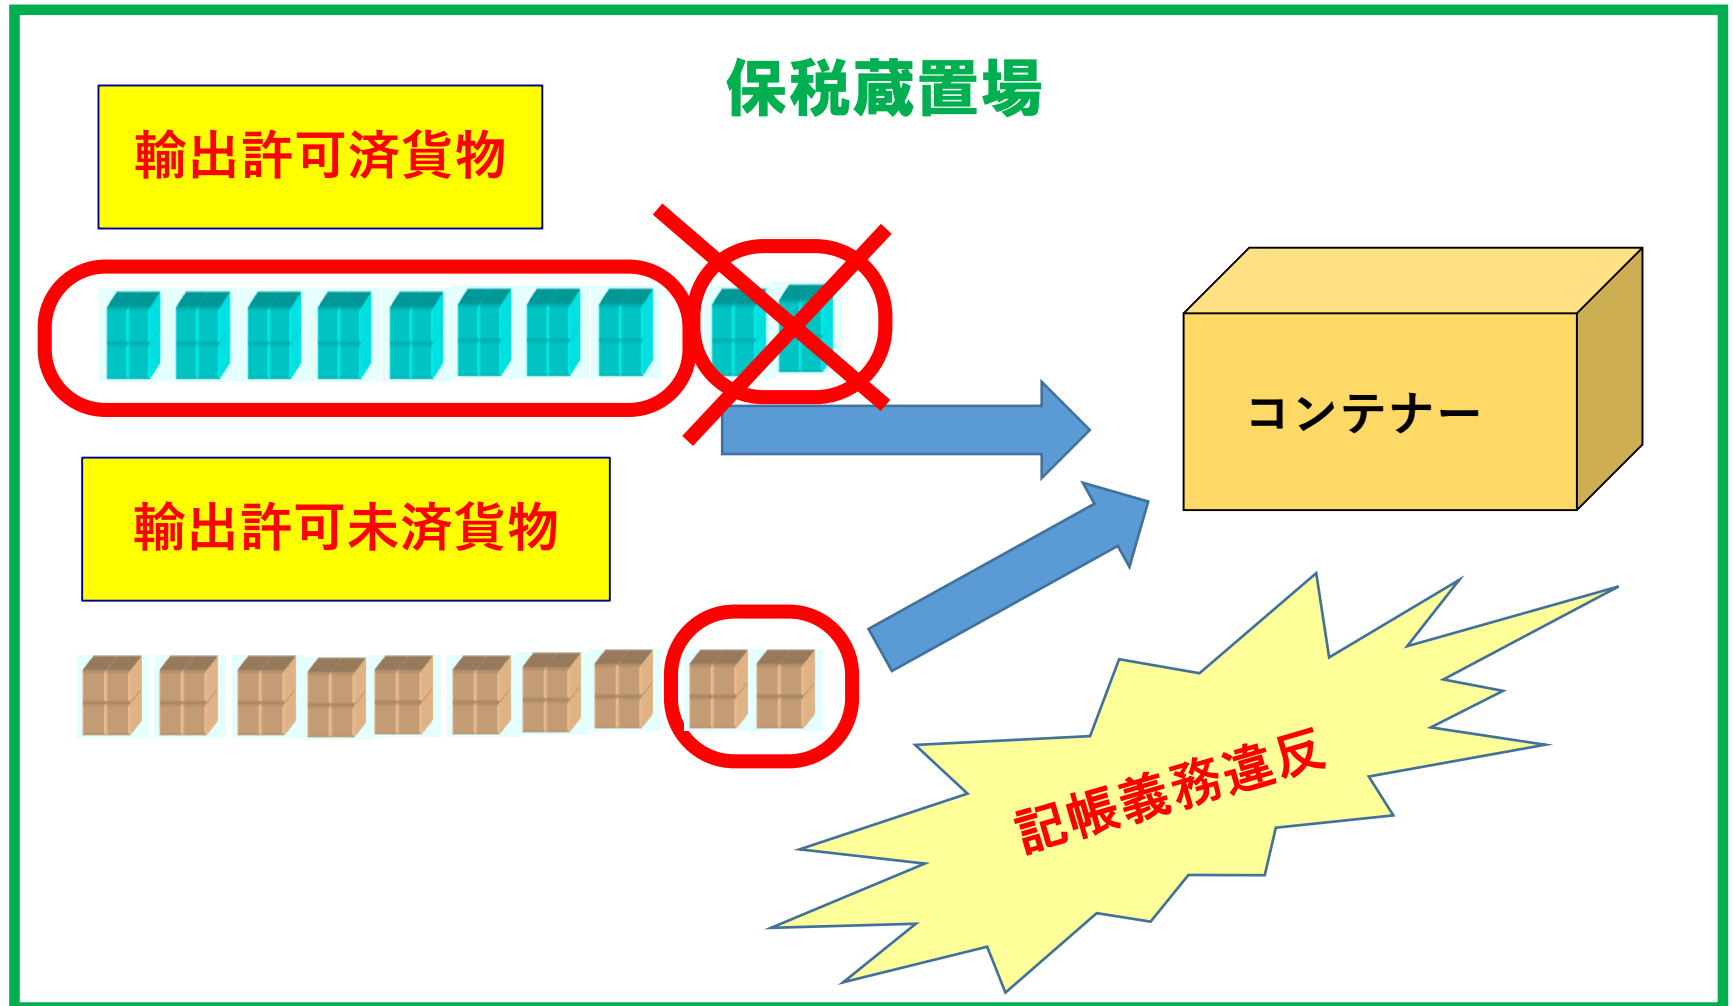 保税蔵置場
輸出許可済貨物
コンテナー
輸出許可未済貨物
記帳義務違反